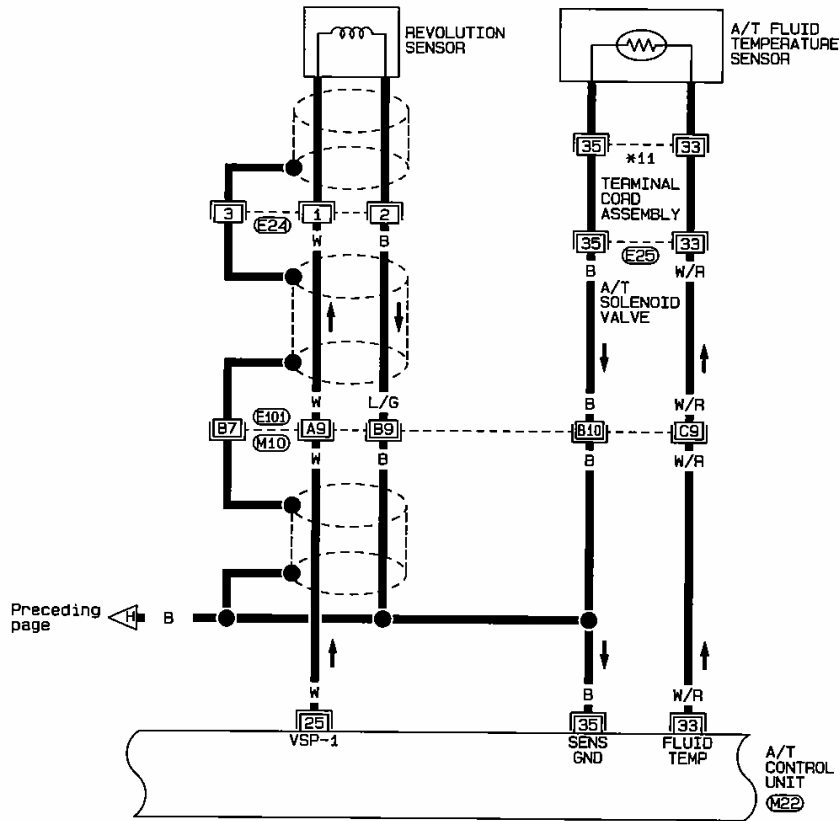 REVOLUTION
SENSOR
A/T FLUID
TEMPERATURE
SENSOR
35 33
*11
TERMINAL
CORD
ASSEMBLY
3 1 2
E24
W B
35 33
E25
B W/R
A/T
SOLENOID
VALVE
W L/G B W/R
B7 E101 A9 B9 B10 C9
M10
W B B W/R
Preceding
page
H B
W B W/R
25 35 33
VSP-1 SENS
GND FLUID
TEMP
A/T
CONTROL
UNIT
M22